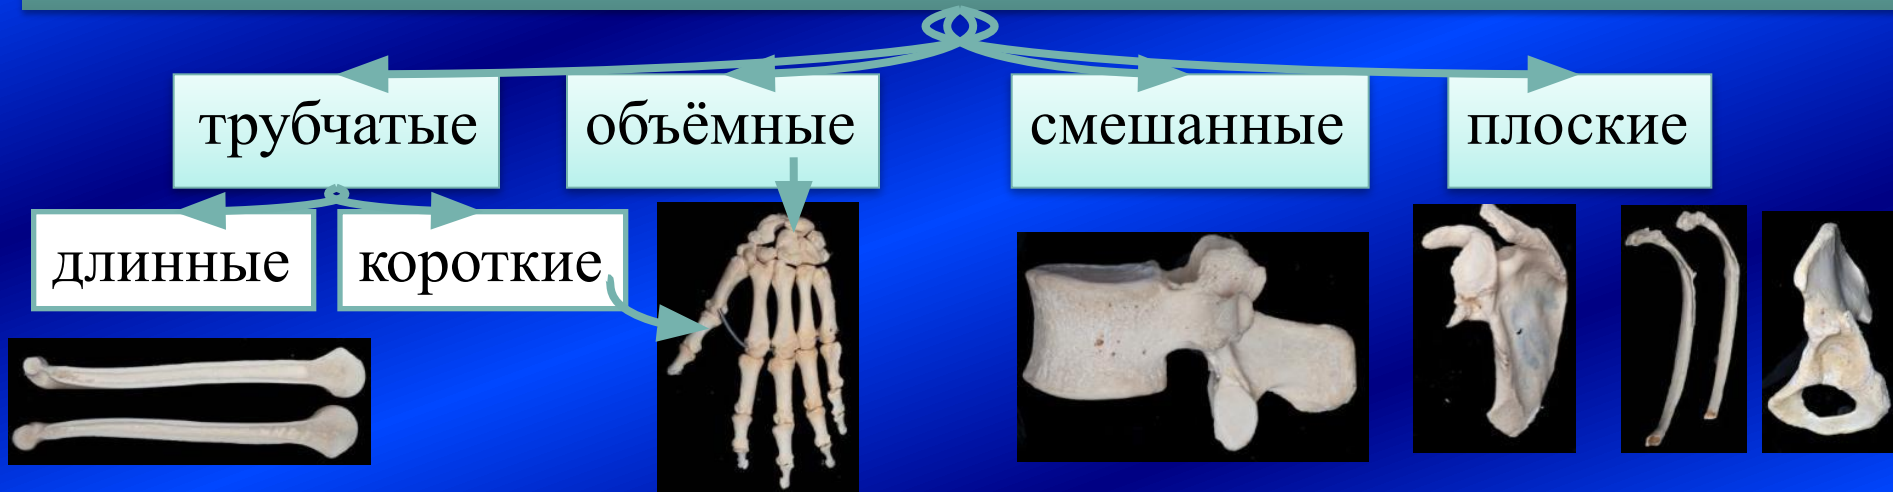 трубчатые
объёмные
смешанные
плоские
длинные
короткие